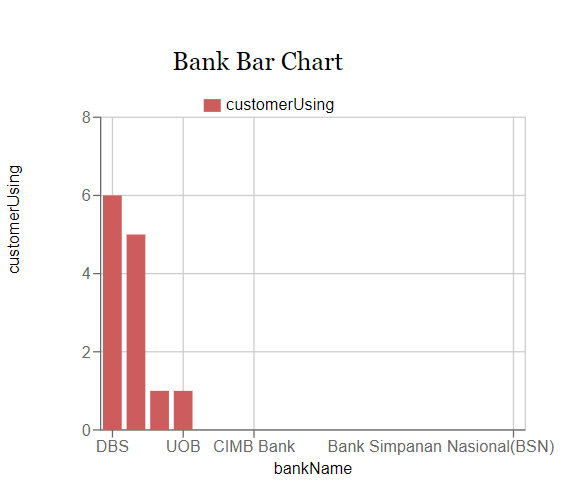 Bank Bar Chart
customerUsing
customerUsing
8
6
4
2
0
DBS UOB CIMB Bank Bank Simpanan Nasional(BSN)
bankName